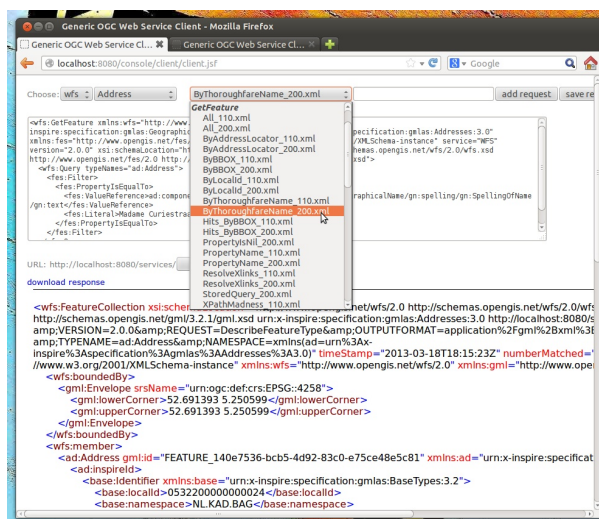 Generic OGC Web Service Client - Mozilla Firefox
Generic OGC Web Service Cl... Generic OGC Web Service Cl...
localhost:8080/console/client/client.jsf Google
Choose: wfs Address ByThoroughfareName_200.xml add request save re
GetFeature
All_110.xml
All_200.xml
ByAddressLocator_110.xml
ByAddressLocator_200.xml
ByBBOX_110.xml
ByBBOX_200.xml
ByLocalId_110.xml
ByLocalId_200.xml
ByThoroughfareName_110.xml
ByThoroughfareName_200.xml
Hits_ByBBOX_110.xml
Hits_ByBBOX_200.xml
PropertyIsNil_200.xml
PropertyName_110.xml
PropertyName_200.xml
ResolveXlinks_110.xml
ResolveXlinks_200.xml
StoredQuery_200.xml
XPathMadness_110.xml
<wfs:GetFeature xmlns:wfs="http://www.
inspire:specification:gmlas:Geographic pecification:gmlas:Addresses:3.0"
xmlns:fes="http://www.opengis.net/fes/ /XMLSchema-instance" service="WFS"
version="2.0.0" xsi:schemaLocation="ht hemas.opengis.net/wfs/2.0/wfs.xsd
http://www.opengis.net/fes/2.0 http:// xsd">
<wfs:Query typeNames="ad:Address">
<fes:Filter>
<fes:PropertyIsEqualTo>
<fes:ValueReference>ad:compone raphicalName/gn:spelling/gn:SpellingOfName
/gn:text</fes:ValueReference>
<fes:Literal>Madame Curiestraa
</fes:PropertyIsEqualTo>
</fes:Filter>
URL: http://localhost:8080/services/
download response
<wfs:FeatureCollection xsi:schem .net/wfs/2.0 http://schemas.opengis.net/wfs/2.0/wfs
http://schemas.opengis.net/gml/3.2.1/gml.xsd urn:x-inspire:specification:gmlas:Addresses:3.0 http://localhost:8080/s
amp;VERSION=2.0.0&amp;REQUEST=DescribeFeatureType&amp;OUTPUTFORMAT=application%2Fgml%2Bxml%3B
amp;TYPENAME=ad:Address&amp;NAMESPACE=xmlns(ad=urn%3Ax-
inspire%3Aspecification%3Agmlas%3AAddresses%3A3.0)" timeStamp="2013-03-18T18:15:23Z" numberMatched="
//www.w3.org/2001/XMLSchema-instance" xmlns:wfs="http://www.opengis.net/wfs/2.0" xmlns:gml="http://www.ope
<wfs:boundedBy>
<gml:Envelope srsName="urn:ogc:def:crs:EPSG::4258">
<gml:lowerCorner>52.691393 5.250599</gml:lowerCorner>
<gml:upperCorner>52.691393 5.250599</gml:upperCorner>
</gml:Envelope>
</wfs:boundedBy>
<wfs:member>
<ad:Address gml:id="FEATURE_140e7536-bcb5-4d92-83c0-e75ce48e5c81" xmlns:ad="urn:x-inspire:specificat
<ad:inspireId>
<base:Identifier xmlns:base="urn:x-inspire:specification:gmlas:BaseTypes:3.2">
<base:localId>0532200000000024</base:localId>
<base:namespace>NL.KAD.BAG</base:namespace>